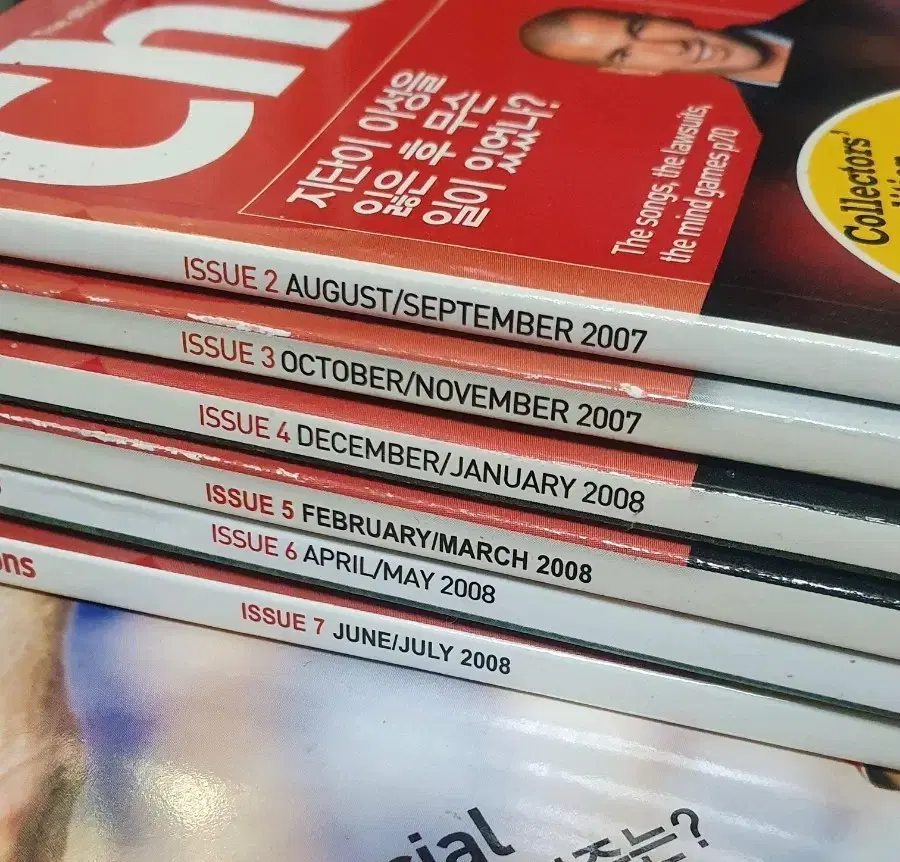 Cha
지단이 이성을
잃은 후 무슨
일이 있었나?
The songs, the lawsuits,
the mind games p70
Collectors'
ISSUE 2 AUGUST/SEPTEMBER 2007
ISSUE 3 OCTOBER/NOVEMBER 2007
ISSUE 4 DECEMBER/JANUARY 2008
ISSUE 5 FEBRUARY/MARCH 2008
ISSUE 6 APRIL/MAY 2008
ons
ISSUE 7 JUNE/JULY 2008
cial